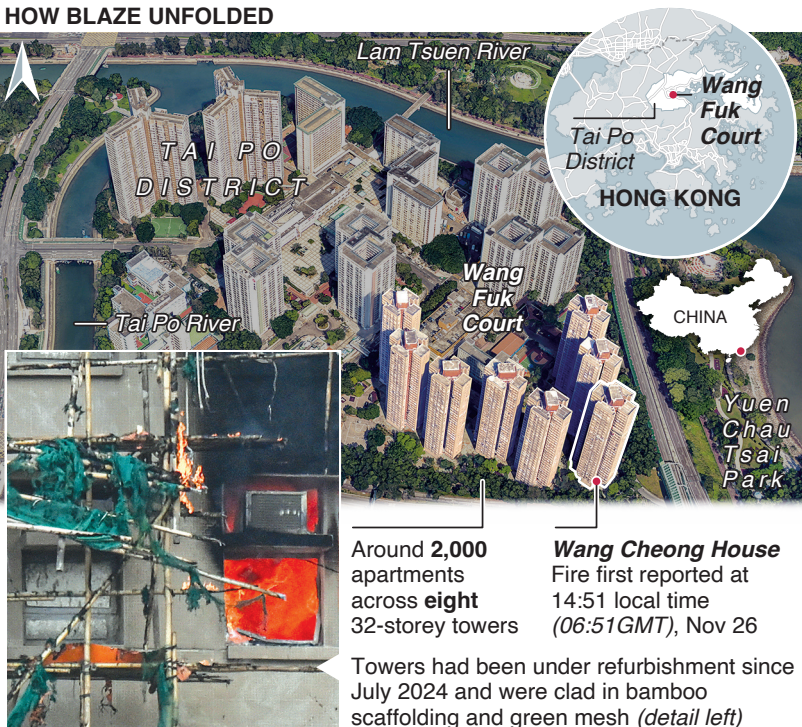 HOW BLAZE UNFOLDED
Lam Tsuen River
TAI PO
DISTRICT
Wang
Fuk
Court
Tai Po
District
HONG KONG
Wang
Fuk
Court
Tai Po River
CHINA
Yuen
Chau
Tsai
Park
Around 2,000
apartments
across eight
32-storey towers
Wang Cheong House
Fire first reported at
14:51 local time
(06:51GMT), Nov 26
Towers had been under refurbishment since
July 2024 and were clad in bamboo
scaffolding and green mesh (detail left)